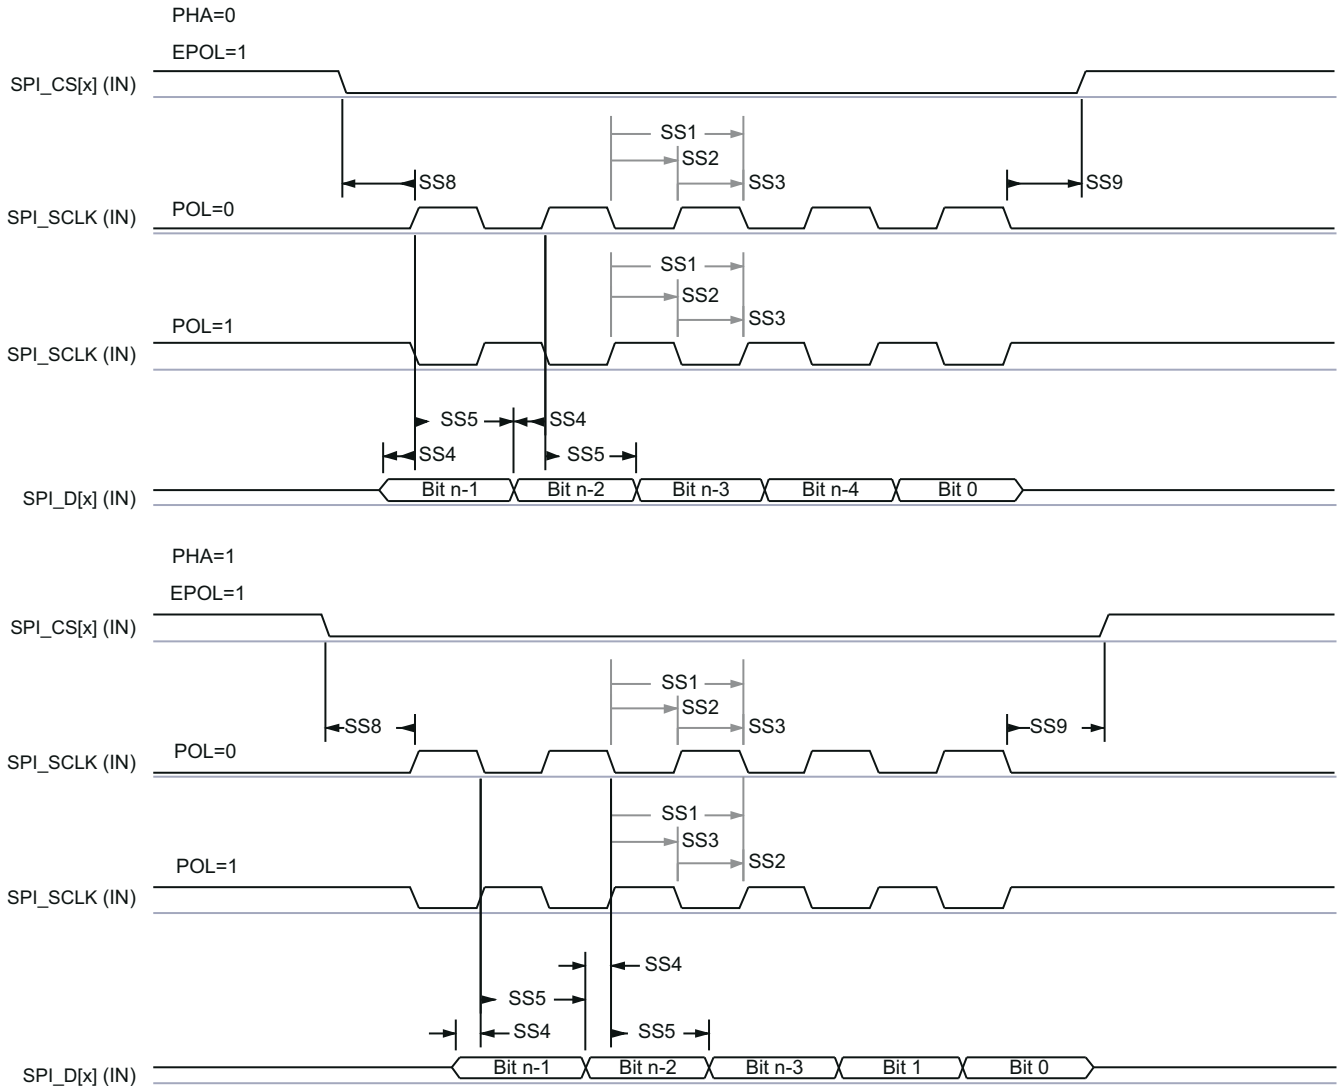 PHA=0
EPOL=1
SPI_CS[x] (IN)
SS1
SS2
SS8
SS3
SS9
POL=0
SPI_SCLK (IN)
SS1
SS2
SS3
POL=1
SPI_SCLK (IN)
SS5
SS4
SS4
SS5
SPI_D[x] (IN)
Bit n-1
Bit n-2
Bit n-3
Bit n-4
Bit 0
PHA=1
EPOL=1
SPI_CS[x] (IN)
SS1
SS2
SS8
SS3
SS9
POL=0
SPI_SCLK (IN)
SS1
SS3
SS2
POL=1
SPI_SCLK (IN)
SS4
SS5
SS4
SS5
SPI_D[x] (IN)
Bit n-1
Bit n-2
Bit n-3
Bit 1
Bit 0